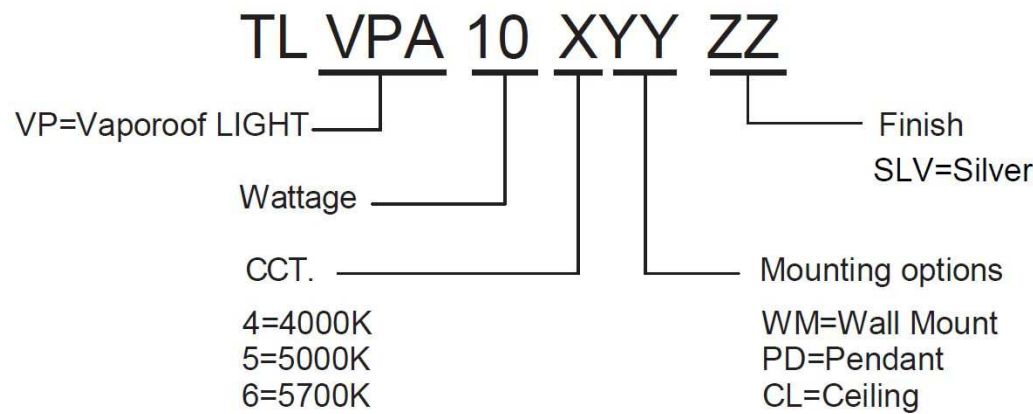 TL VPA 10 XYY ZZ
VP=Vaporoof LIGHT
Finish
SLV=Silver
Wattage
CCT.
4=4000K
5=5000K
6=5700K
Mounting options
WM=Wall Mount
PD=Pendant
CL=Ceiling